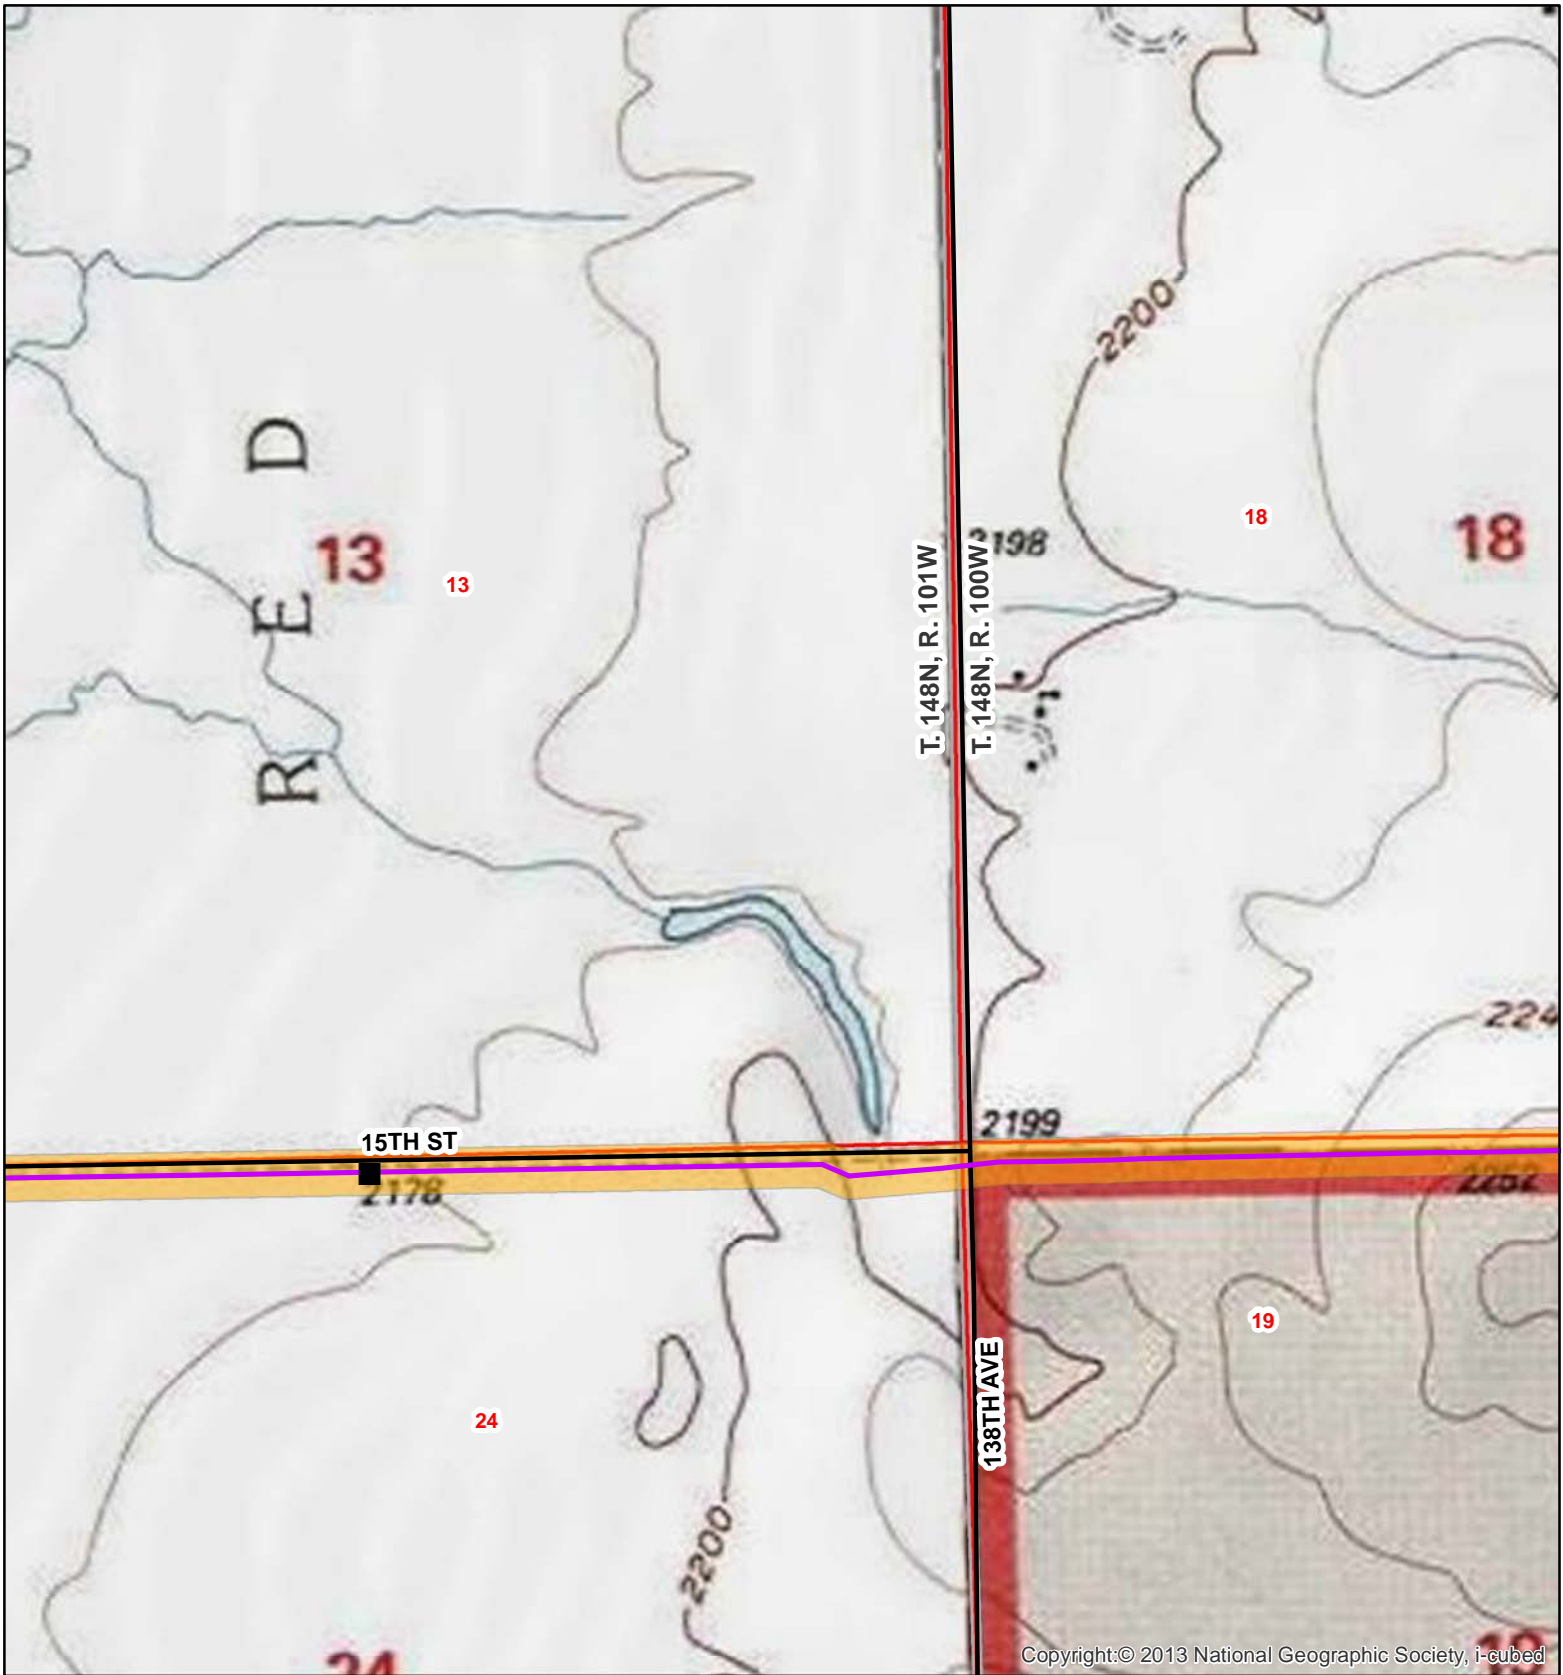 2200
D
13
13
18
18
2198
E
T. 148N, R. 101W
T. 148N, R. 100W
R
224
2199
15TH ST
2178
2252
19
138TH AVE
24
2200
24
19
Copyright:© 2013 National Geographic Society, i-cubed